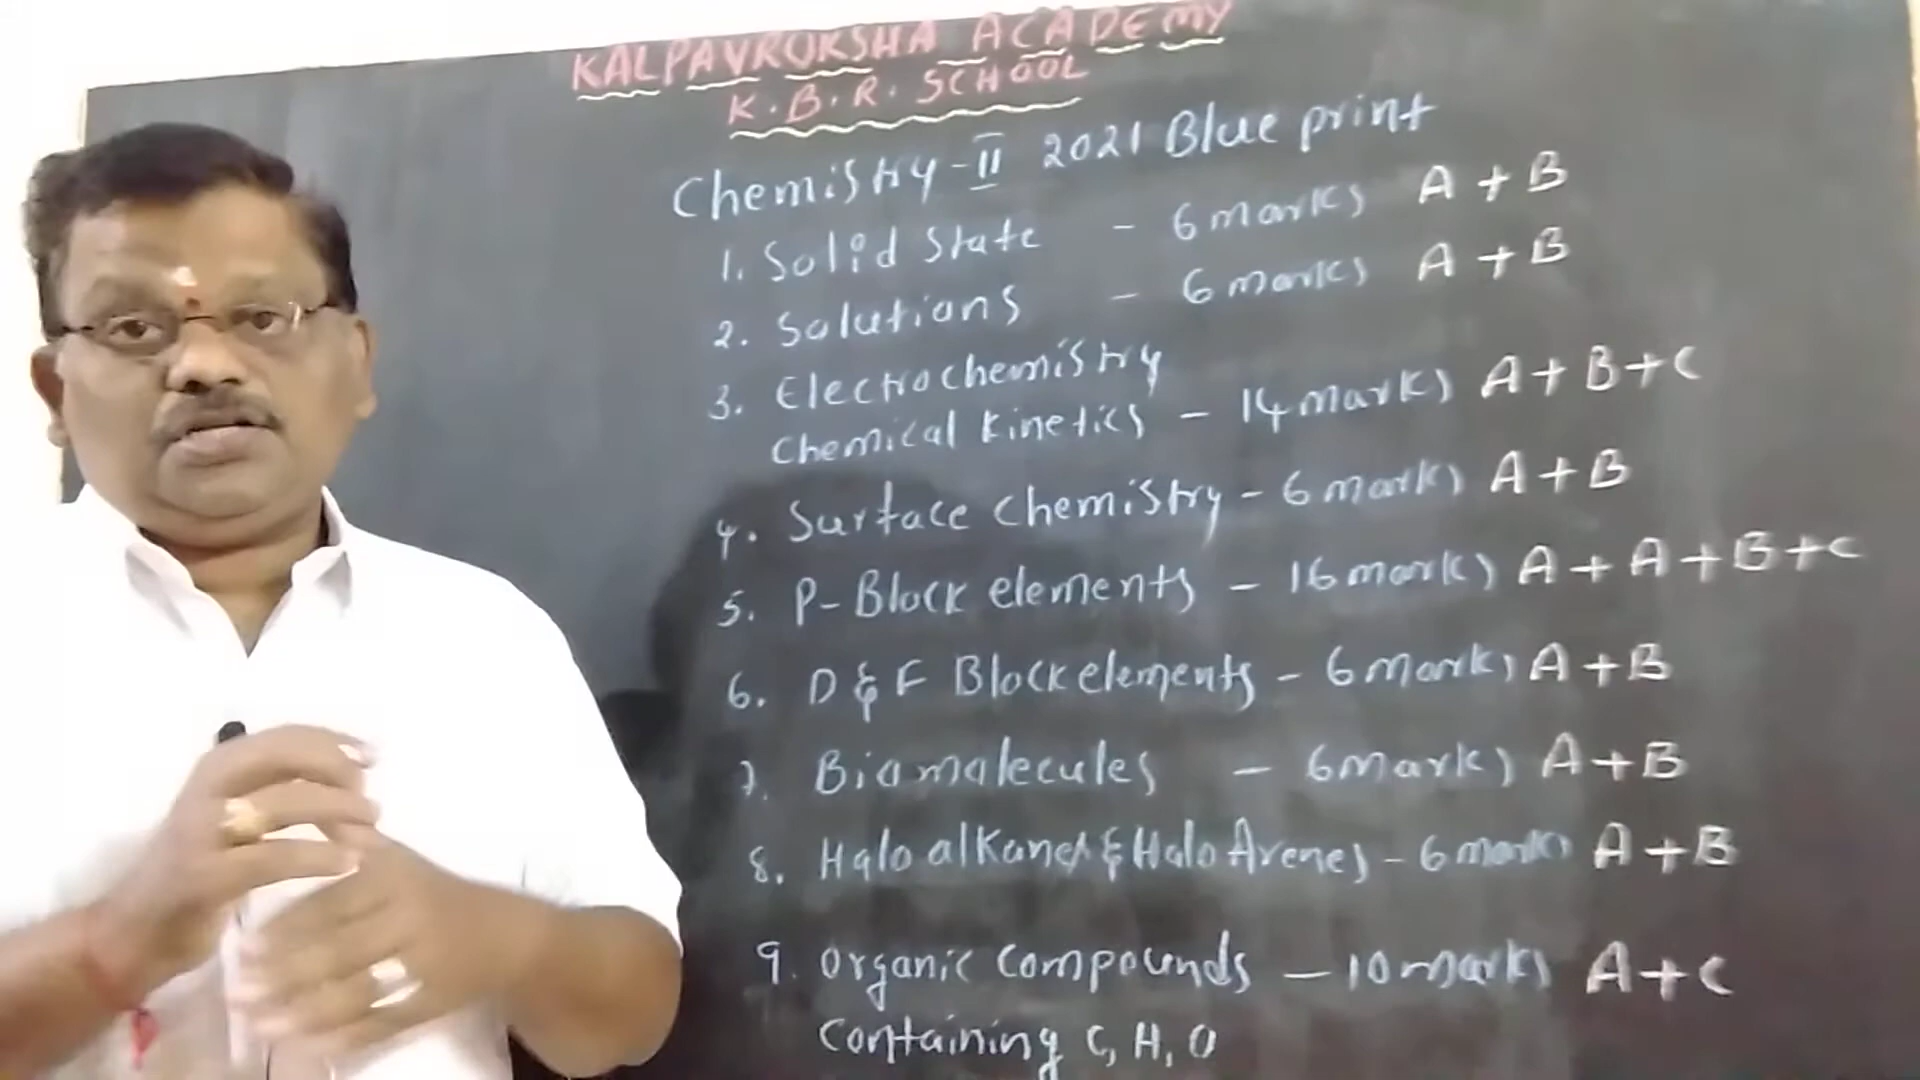 KALPAVRUKSHA ACADEMY
K.B.R. SCHOOL
Chemistry-II 2021 Blue print
1. Solid State - 6 marks A + B
2. Solutions - 6 marks A + B
3. Electrochemistry
Chemical Kinetics - 14 marks A + B + C
4. Surface Chemistry - 6 marks A + B
5. P-Block elements - 16 marks A + A + B + C
6. D & F Block elements - 6 marks A + B
7. Biomolecules - 6 marks A + B
8. Halo alkanes & Halo Arenes - 6 marks A + B
9. Organic Compounds - 10 marks A + C
Containing C, H, O